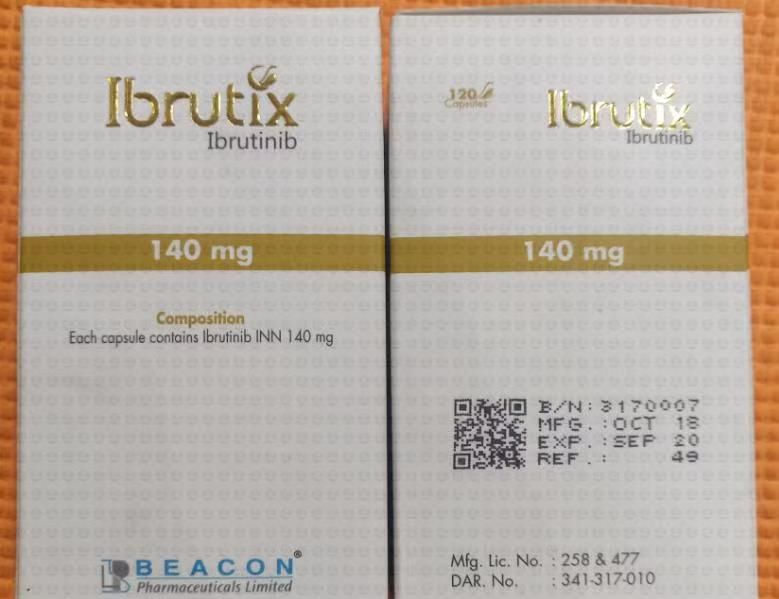 Ibrutix
Ibrutinib
140 mg
Composition
Each capsule contains Ibrutinib INN 140 mg
BEACON®
Pharmaceuticals Limited
120
Capsules
Ibrutix
Ibrutinib
140 mg
B/N: 3170007
MFG. :OCT 18
EXP. :SEP 20
REF. : 49
Mfg. Lic. No. : 258 & 477
DAR. No. : 341-317-010